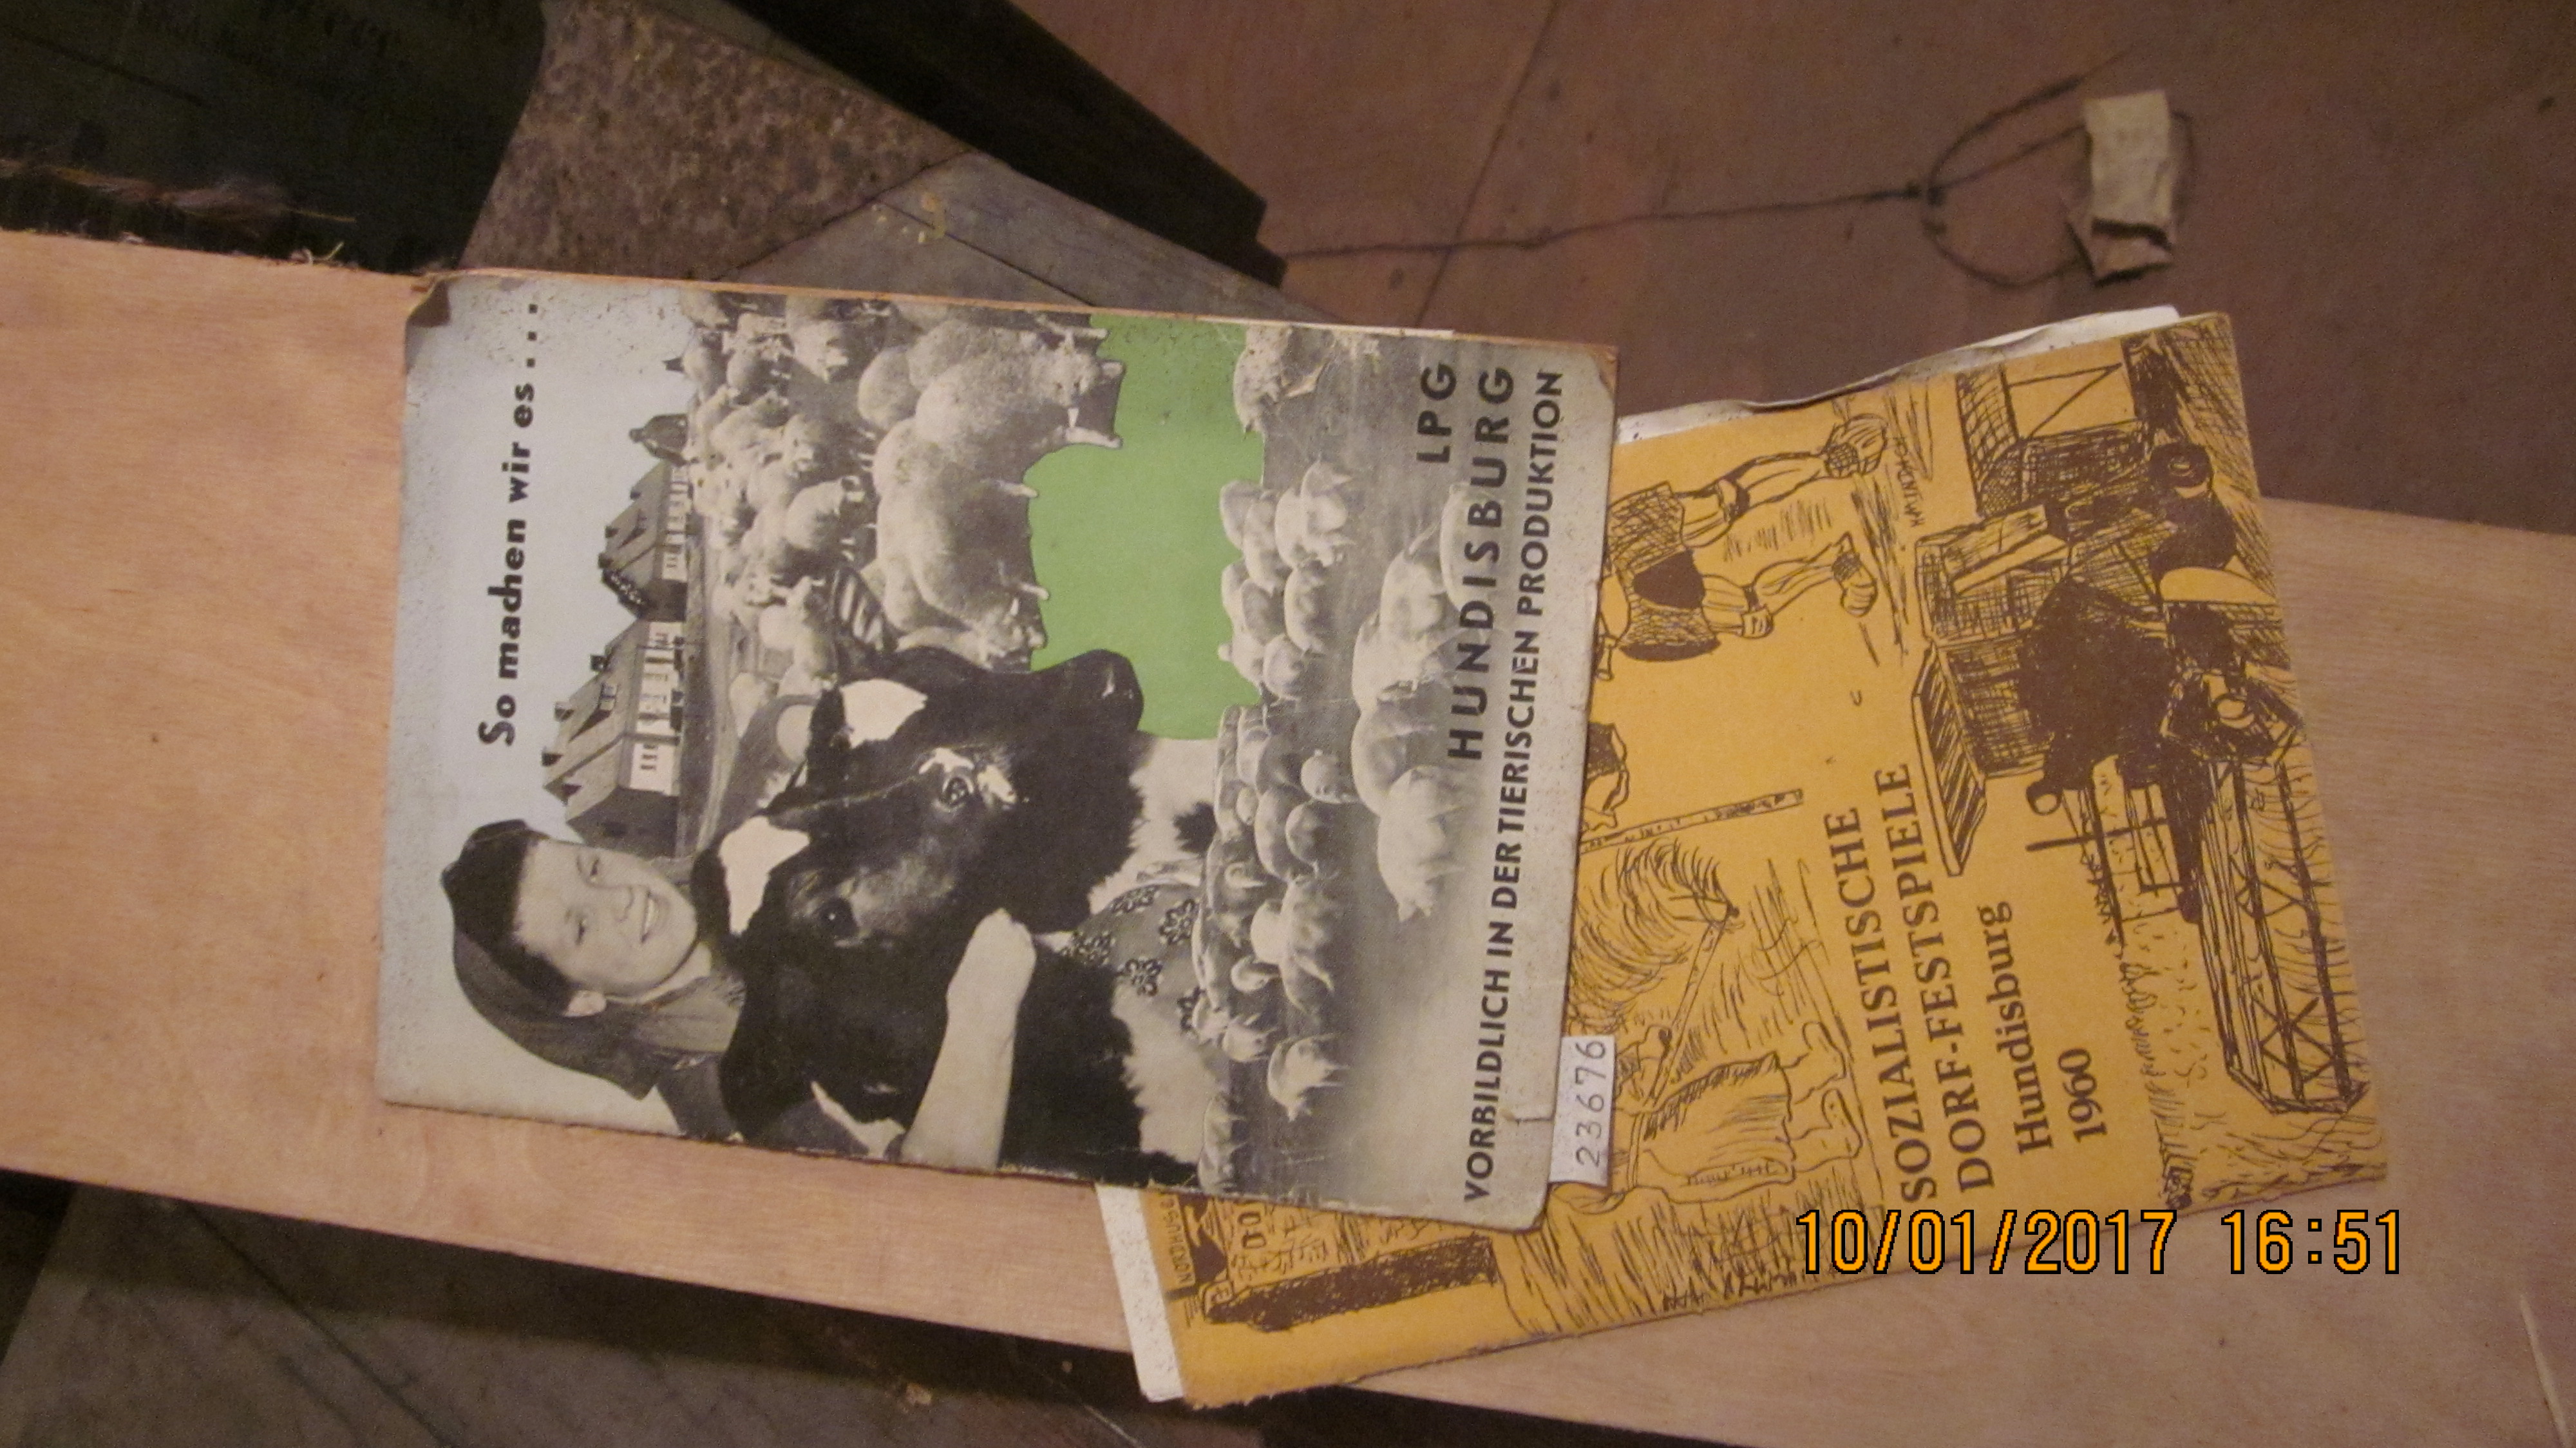 So machen wir es . . . .
LPG
HUNDISBURG
VORBILDLICH IN DER TIERISCHEN PRODUKTION
23676
SOZIALISTISCHE
DORF-FESTSPIELE
Hundisburg
1960
10/01/2017 16:51